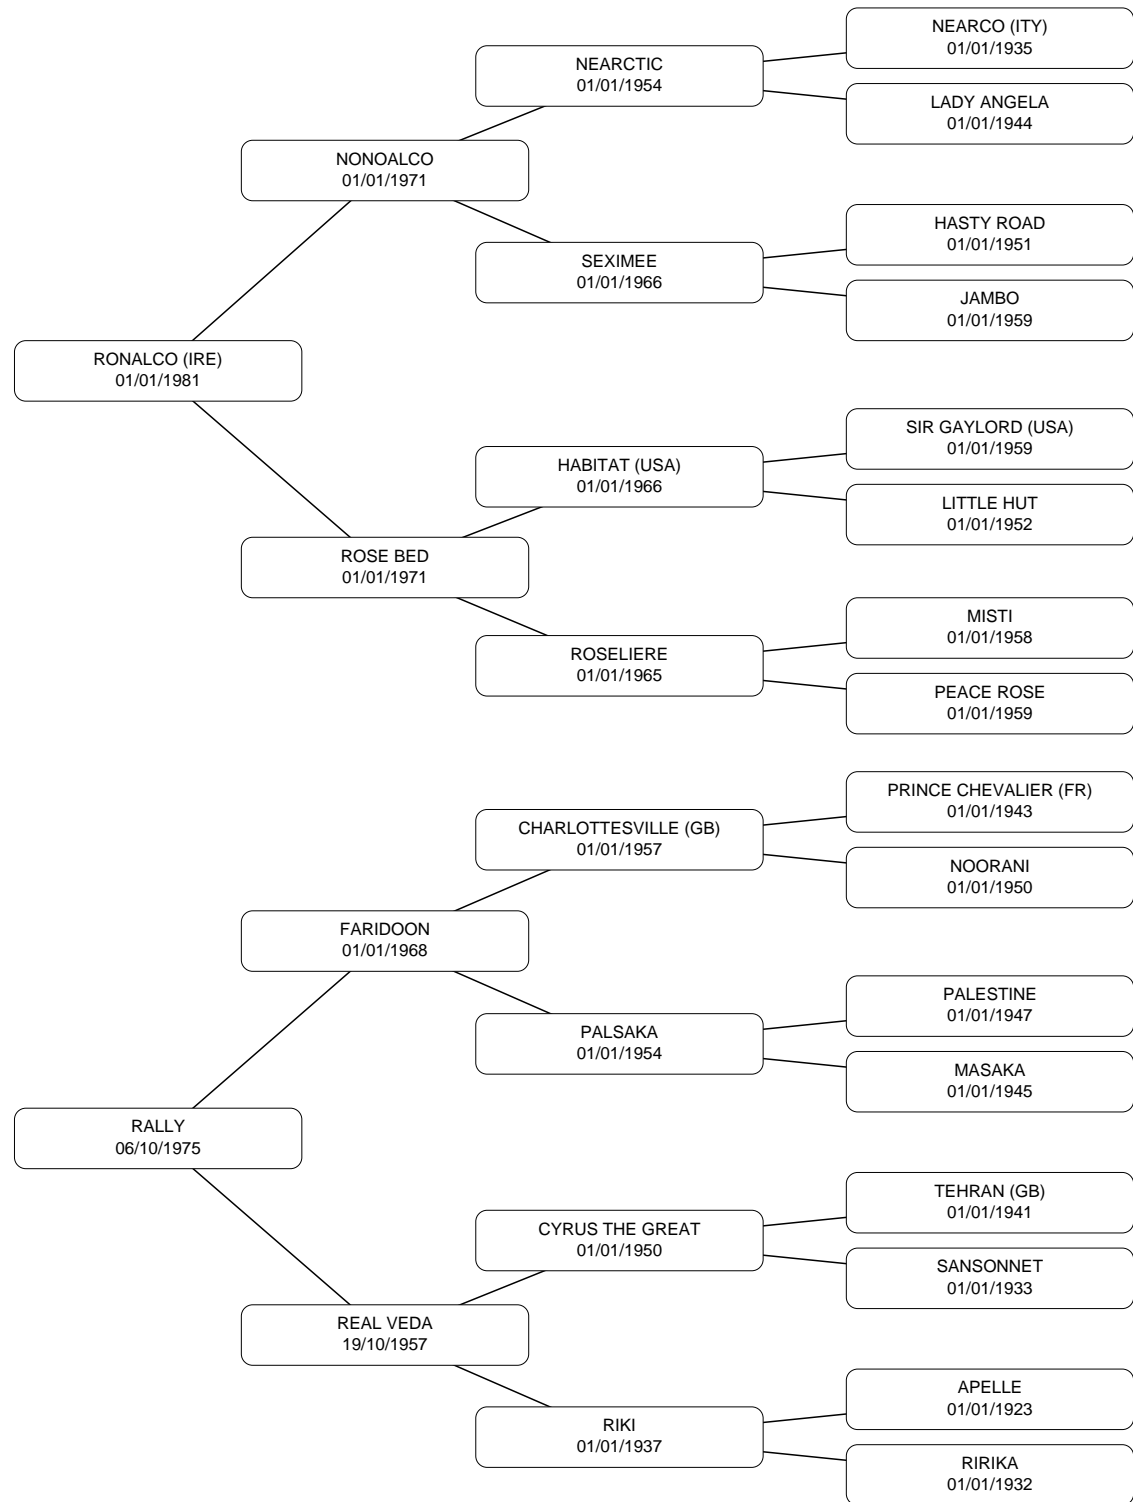 NEARCO (ITY)
01/01/1935
NEARCTIC
01/01/1954
LADY ANGELA
01/01/1944
NONOALCO
01/01/1971
HASTY ROAD
01/01/1951
SEXIMEE
01/01/1966
JAMBO
01/01/1959
RONALCO (IRE)
01/01/1981
SIR GAYLORD (USA)
01/01/1959
HABITAT (USA)
01/01/1966
LITTLE HUT
01/01/1952
ROSE BED
01/01/1971
MISTI
01/01/1958
ROSELIERE
01/01/1965
PEACE ROSE
01/01/1959
PRINCE CHEVALIER (FR)
01/01/1943
CHARLOTTESVILLE (GB)
01/01/1957
NOORANI
01/01/1950
FARIDOON
01/01/1968
PALESTINE
01/01/1947
PALSAKA
01/01/1954
MASAKA
01/01/1945
RALLY
06/10/1975
TEHRAN (GB)
01/01/1941
CYRUS THE GREAT
01/01/1950
SANSONNET
01/01/1933
REAL VEDA
19/10/1957
APELLE
01/01/1923
RIKI
01/01/1937
RIRIKA
01/01/1932